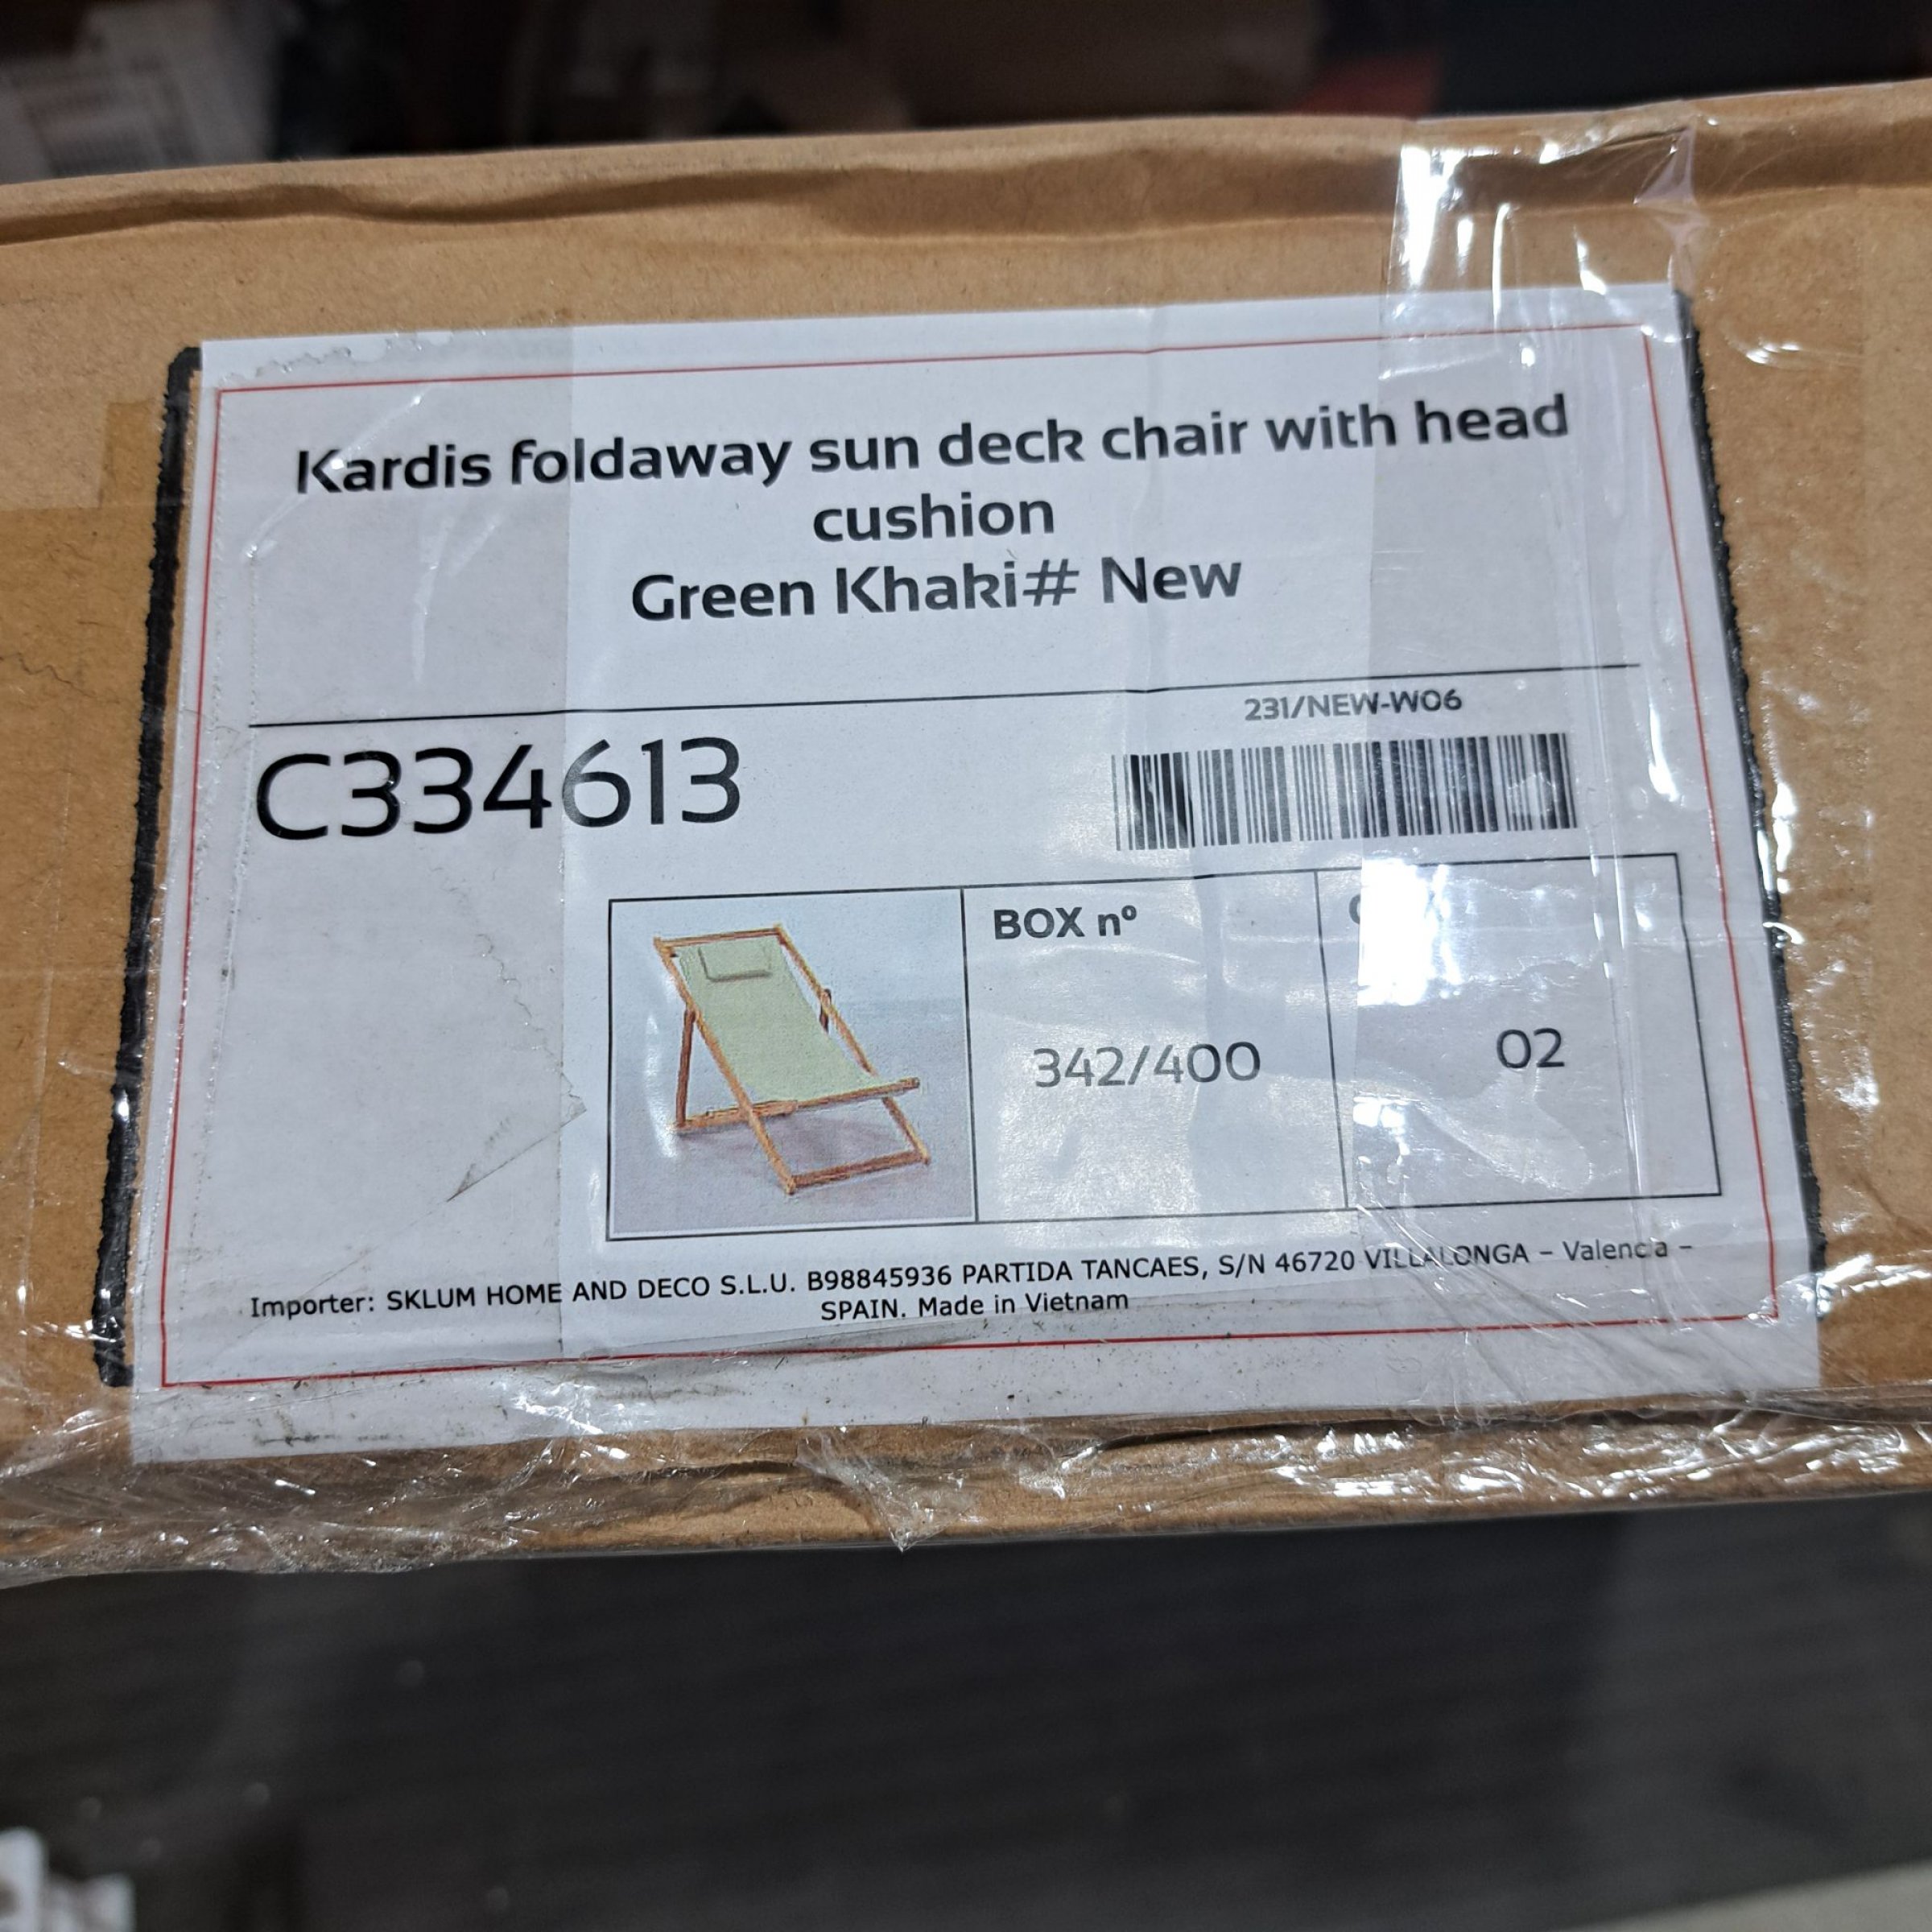 Kardis foldaway sun deck chair with head
cushion
Green Khaki# New
231/NEW-W06
C334613
BOX nº
342/400
02
Importer: SKLUM HOME AND DECO S.L.U. B98845936 PARTIDA TANCAES, S/N 46720 VILLALONGA – Valencia –
SPAIN. Made in Vietnam